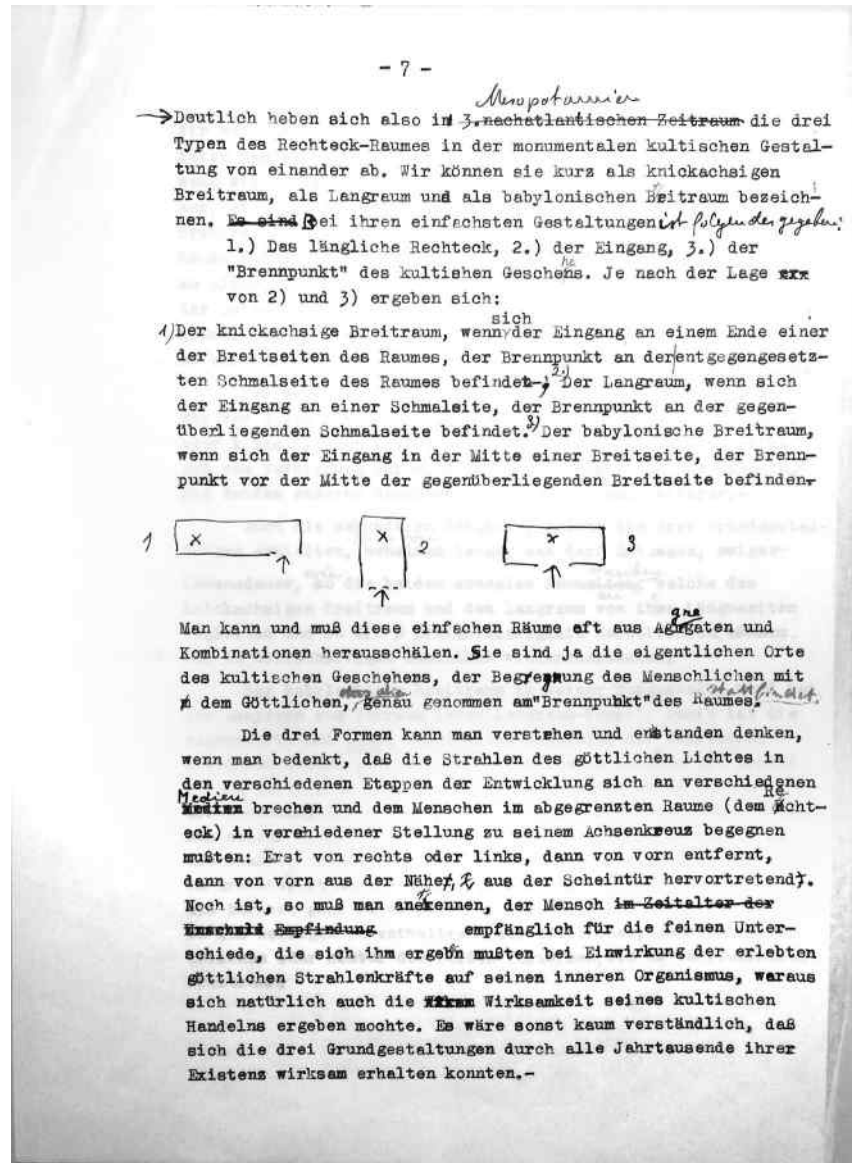 - 7 -
Mesopotamien
Deutlich heben sich also in 3. nachatlantischen Zeitraum die drei
Typen des Rechteck-Raumes in der monumentalen kultischen Gestal-
tung von einander ab. Wir können sie kurz als knickachsigen
Breitraum, als Langraum und als babylonischen Breitraum bezeich-
nen. Es sind Bei ihren einfachsten Gestaltungen ist folgendes gegeben:
1.) Das längliche Rechteck, 2.) der Eingang, 3.) der
"Brennpunkt" des kultishen Geschehens. Je nach der Lage
von 2) und 3) ergeben sich:
sich
1) Der knickachsige Breitraum, wenn der Eingang an einem Ende einer
der Breitseiten des Raumes, der Brennpunkt an der entgegengesetz-
ten Schmalseite des Raumes befindet; 2.) Der Langraum, wenn sich
der Eingang an einer Schmaleite, der Brennpunkt an der gegen-
überliegenden Schmalseite befindet. 3) Der babylonische Breitraum,
wenn sich der Eingang in der Mitte einer Breitseite, der Brenn-
punkt vor der Mitte der gegenüberliegenden Breitseite befinden.
1 x x 2 x 3
Man kann und muß diese einfachen Räume oft aus Aggregaten und
Kombinationen herausschälen. Sie sind ja die eigentlichen Orte
des kultischen Geschehens, der Begegnung des Menschlichen mit
dem Göttlichen, genau genommen am "Brennpunkt" des Raumes. stattfindet.
Die drei Formen kann man verstehen und entstanden denken,
wenn man bedenkt, daß die Strahlen des göttlichen Lichtes in
den verschiedenen Etappen der Entwicklung sich an verschiedenen
Medien brechen und dem Menschen im abgegrenzten Raume (dem Recht-
eck) in verschiedener Stellung zu seinem Achsenkreuz begegnen
mußten: Erst von rechts oder links, dann von vorn entfernt,
dann von vorn aus der Nähe, aus der Scheintür hervortretend.
Noch ist, so muß man anerkennen, der Mensch im Zeitalter der
Empfindung empfänglich für die feinen Unter-
schiede, die sich ihm ergebn mußten bei Einwirkung der erlebten
göttlichen Strahlenkräfte auf seinen inneren Organismus, woraus
sich natürlich auch die Wirksamkeit seines kultischen
Handelns ergeben mochte. Es wäre sonst kaum verständlich, daß
sich die drei Grundgestaltungen durch alle Jahrtausende ihrer
Existenz wirksam erhalten konnten.-